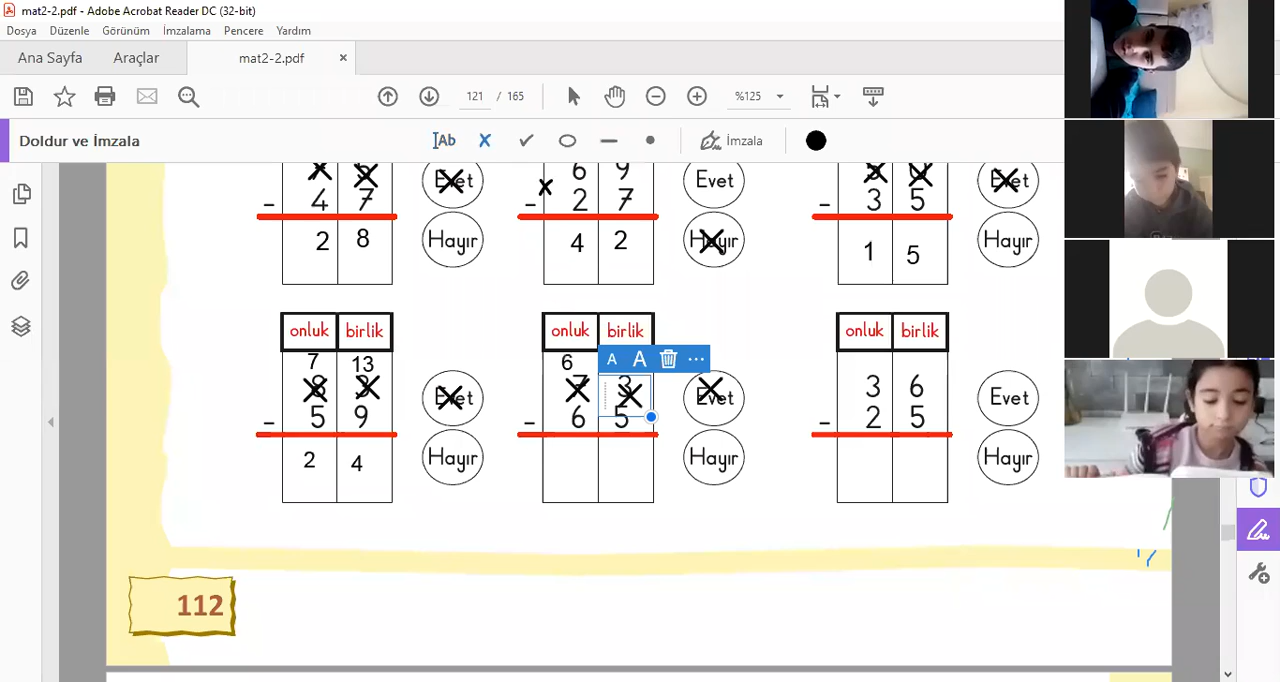 mat2-2.pdf - Adobe Acrobat Reader DC (32-bit)
Dosya Düzenle Görünüm İmzalama Pencere Yardım
Ana Sayfa Araçlar mat2-2.pdf ×
121 / 165 %125
Doldur ve İmzala Ab İmzala
Evet 6 9 Evet Evet
- 4 7 - 2 7 - 3 5
2 8 Hayır 4 2 Hayır 1 5 Hayır
onluk birlik onluk birlik onluk birlik
7 13 6 A A
8 3 Evet 7 3 Evet 3 6 Evet
- 5 9 - 6 5 - 2 5
2 4 Hayır Hayır Hayır
112